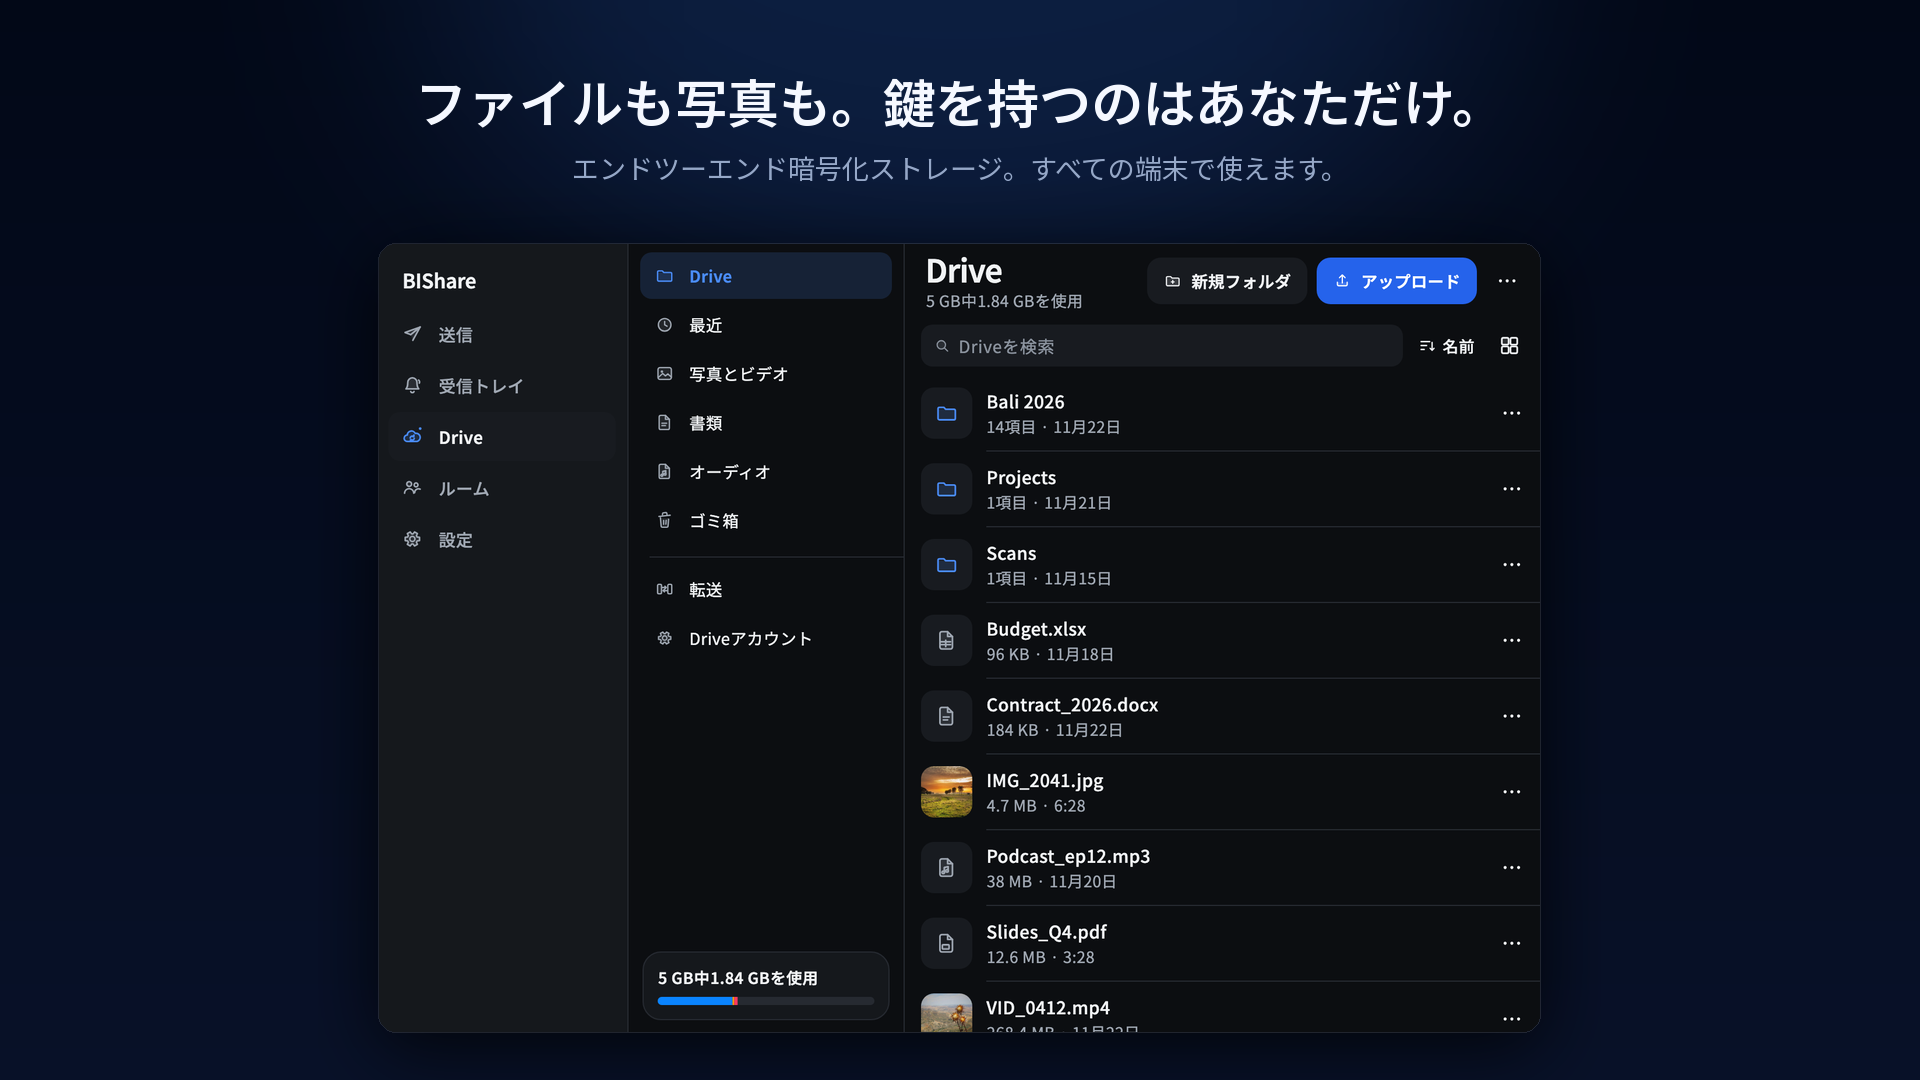 ファイルも写真も。鍵を持つのはあなただけ。
エンドツーエンド暗号化ストレージ。すべての端末で使えます。
BIShare
送信
受信トレイ
Drive
ルーム
設定
Drive
最近
写真とビデオ
書類
オーディオ
ゴミ箱
転送
Driveアカウント
5 GB中1.84 GBを使用
Drive
5 GB中1.84 GBを使用
新規フォルダ
アップロード
Driveを検索
名前
Bali 2026
14項目 · 11月22日
Projects
1項目 · 11月21日
Scans
1項目 · 11月15日
Budget.xlsx
96 KB · 11月18日
Contract_2026.docx
184 KB · 11月22日
IMG_2041.jpg
4.7 MB · 6:28
Podcast_ep12.mp3
38 MB · 11月20日
Slides_Q4.pdf
12.6 MB · 3:28
VID_0412.mp4
268.4 MB · 11月22日